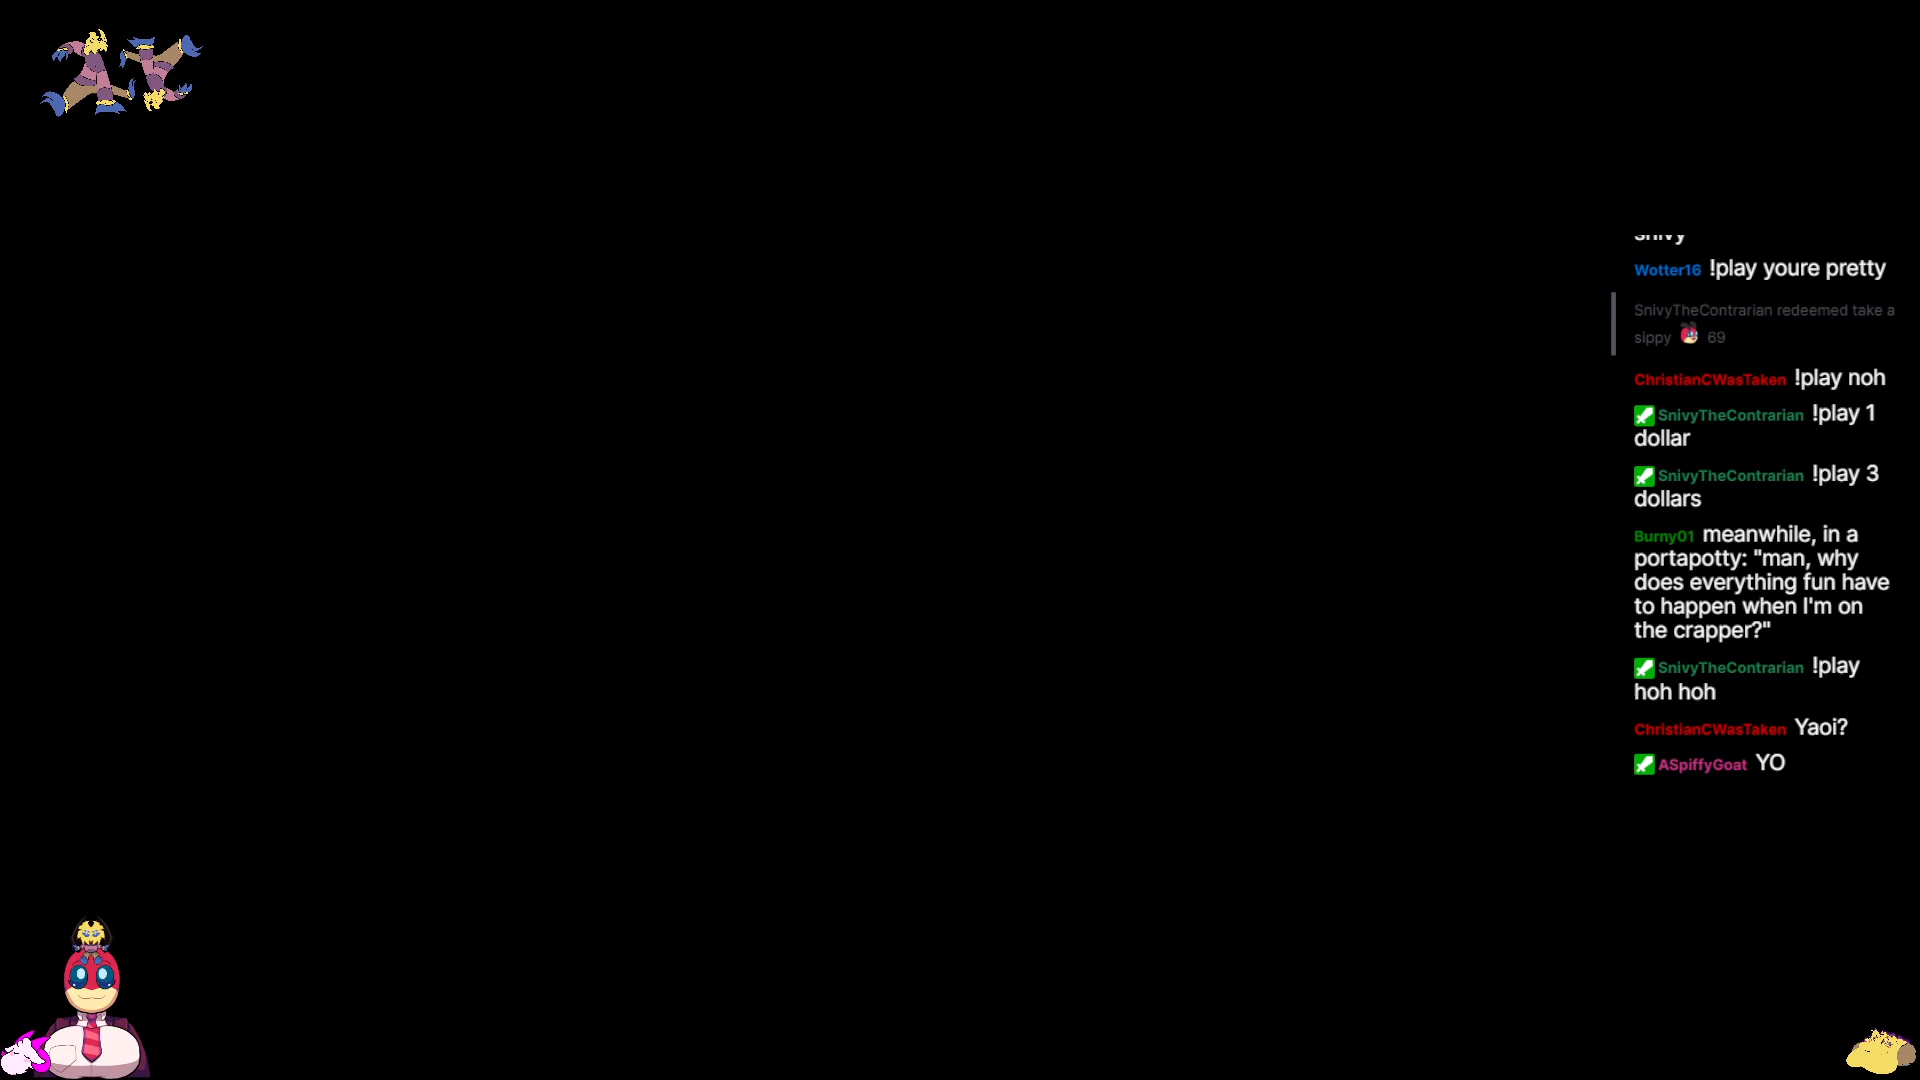 snivy
Wotter16 !play youre pretty
SnivyTheContrarian redeemed take a
sippy 69
ChristianCWasTaken !play noh
SnivyTheContrarian !play 1
dollar
SnivyTheContrarian !play 3
dollars
Burny01 meanwhile, in a
portapotty: "man, why
does everything fun have
to happen when I'm on
the crapper?"
SnivyTheContrarian !play
hoh hoh
ChristianCWasTaken Yaoi?
ASpiffyGoat YO